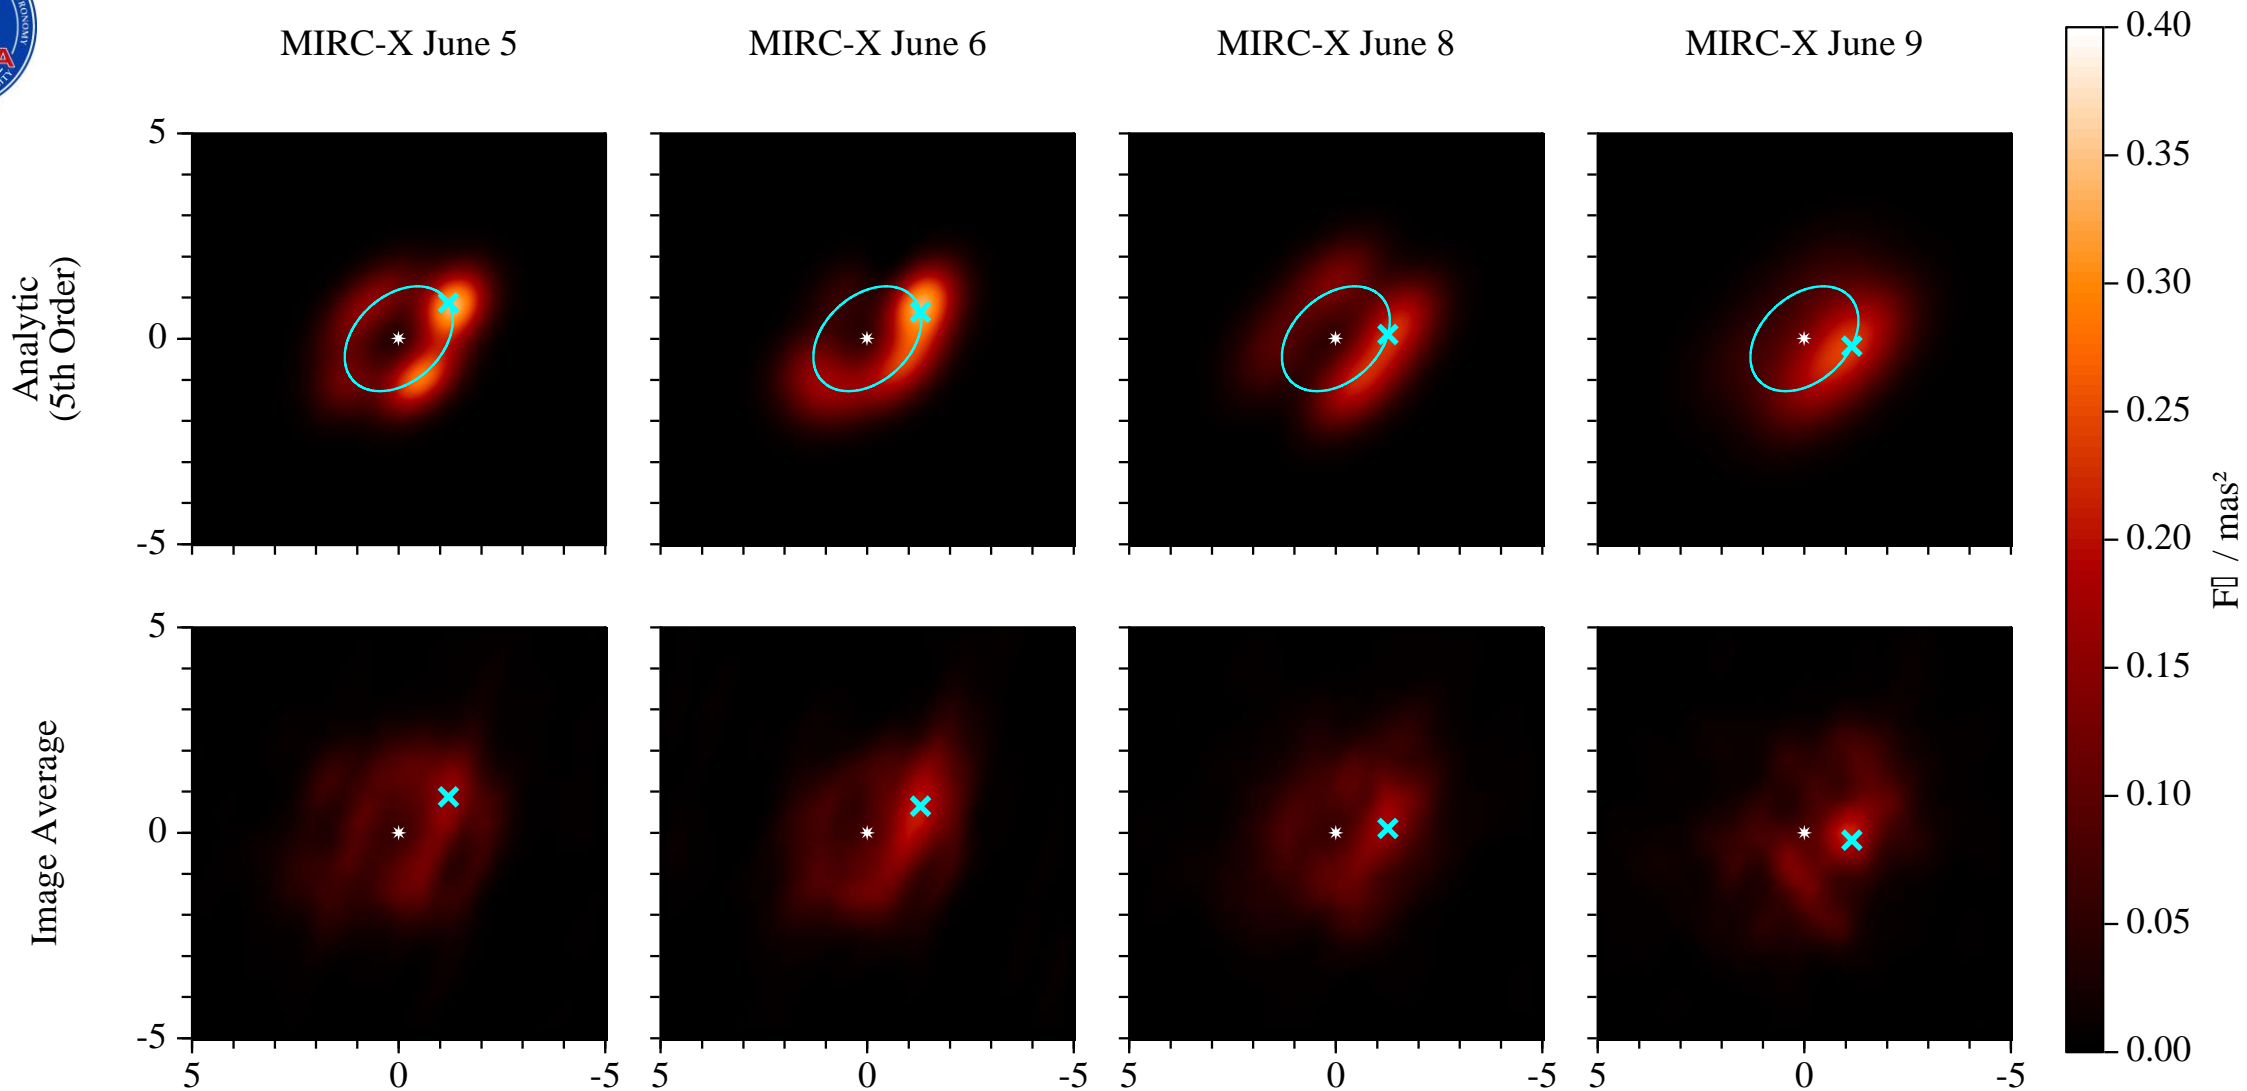 MIRC-X June 5
MIRC-X June 6
MIRC-X June 8
MIRC-X June 9
Analytic
(5th Order)
5
0
-5
Image Average
5
0
-5
5 0 -5
5 0 -5
5 0 -5
5 0 -5
0.40
0.35
0.30
0.25
0.20
0.15
0.10
0.05
0.00
F▯ / mas²